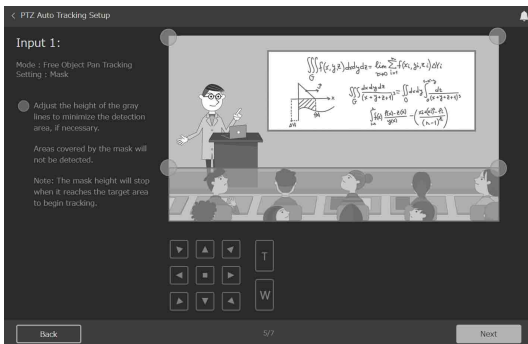 < PTZ Auto Tracking Setup
Input 1:
Mode : Free Object Pan Tracking
Setting : Mask
Adjust the height of the gray
lines to minimize the detection
area, if necessary.
Areas covered by the mask will
not be detected.
Note: The mask height will stop
when it reaches the target area
to begin tracking.
T
W
Back
5/7
Next